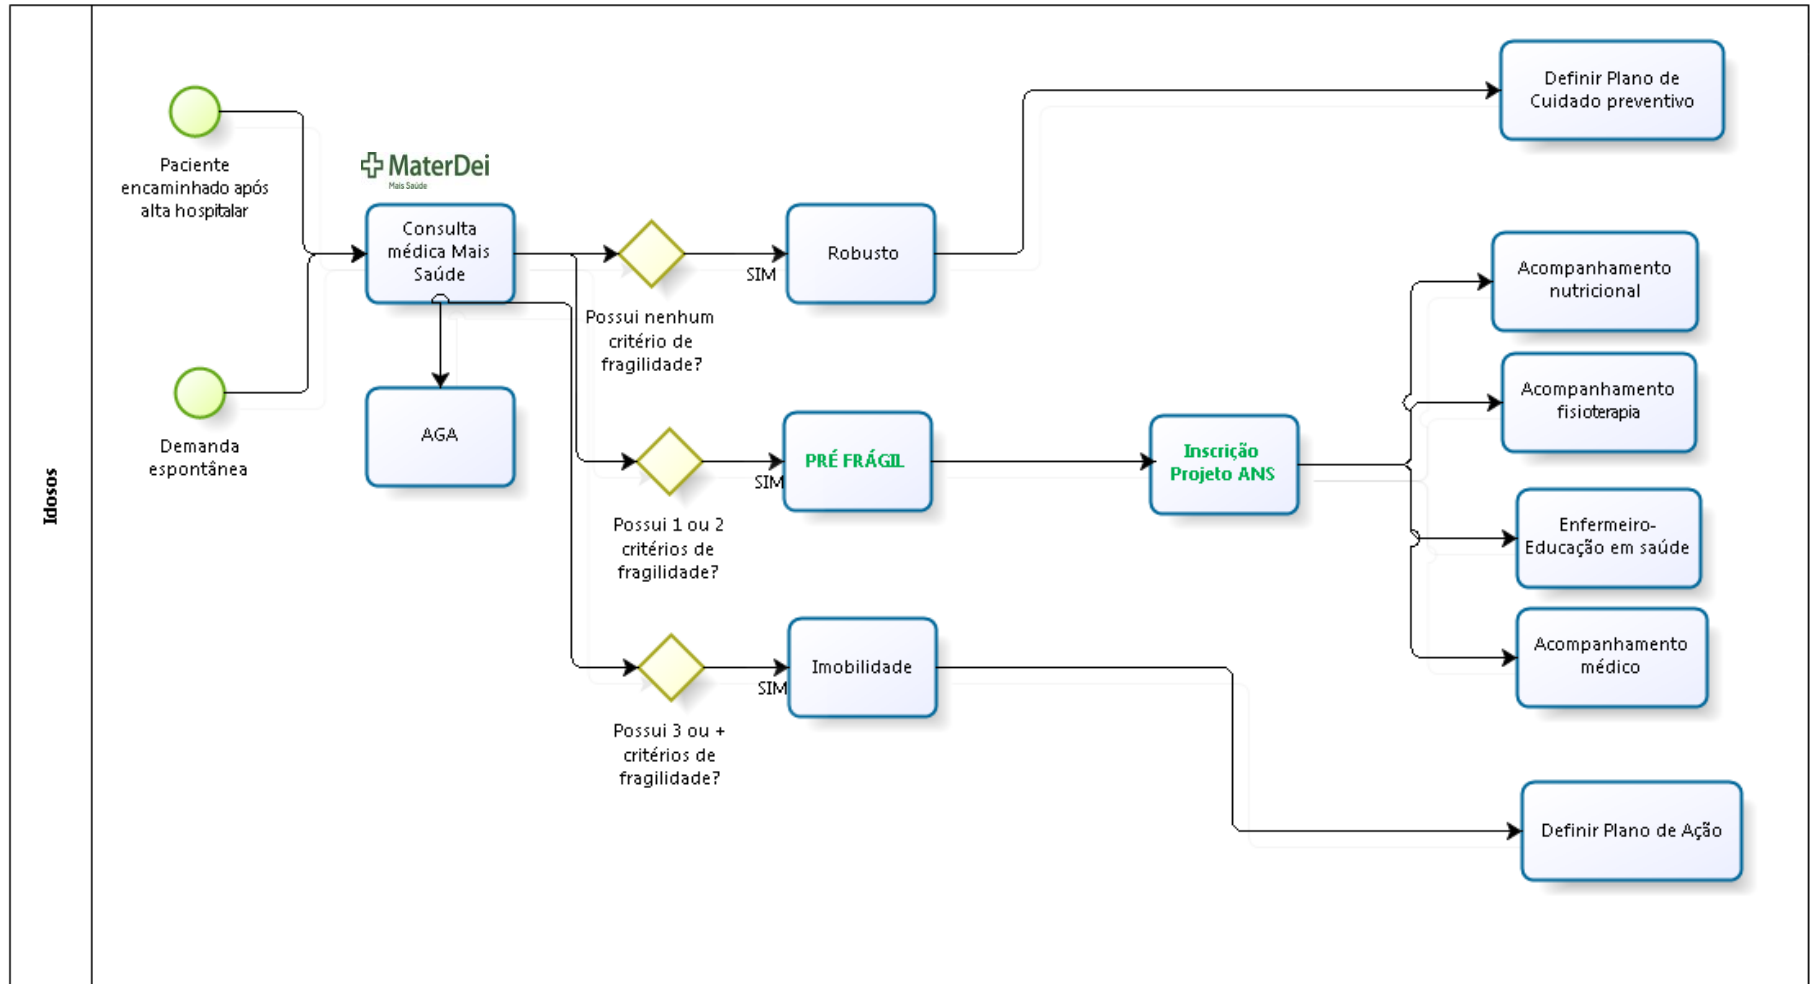 Idosos
Paciente
encaminhado após
alta hospitalar
Demanda
espontânea
MaterDei
Mais Saúde
Consulta
médica Mais
Saúde
AGA
Possui nenhum
critério de
fragilidade?
SIM
Robusto
Definir Plano de
Cuidado preventivo
Possui 1 ou 2
critérios de
fragilidade?
SIM
PRÉ FRÁGIL
Inscrição
Projeto ANS
Acompanhamento
nutricional
Acompanhamento
fisioterapia
Enfermeiro-
Educação em saúde
Acompanhamento
médico
Possui 3 ou +
critérios de
fragilidade?
SIM
Imobilidade
Definir Plano de Ação